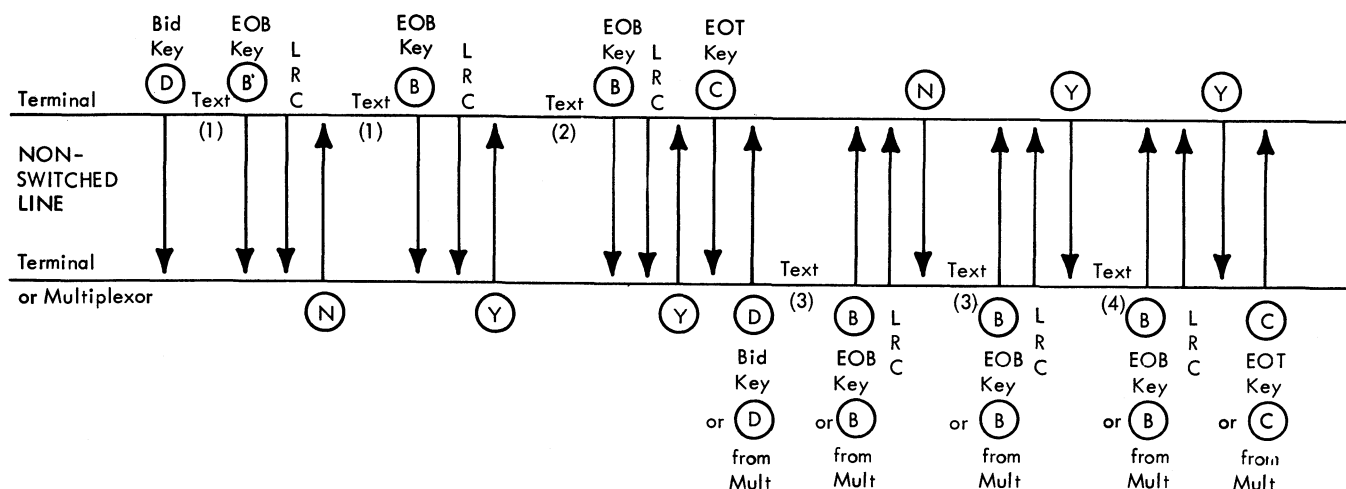 Bid EOB EOB EOB EOT
Key Key L Key L Key L Key
D B R B R B R C N Y Y
C C C
Terminal Text Text Text
(1) (1) (2)
NON-
SWITCHED
LINE
Terminal Text Text Text
or Multiplexor (3) (3) (4)
N Y Y D B L B L B L C
Bid EOB R EOB R EOB R EOT
Key Key C Key C Key C Key
or D or B or B or B or C
from from from from from
Mult Mult Mult Mult Mult